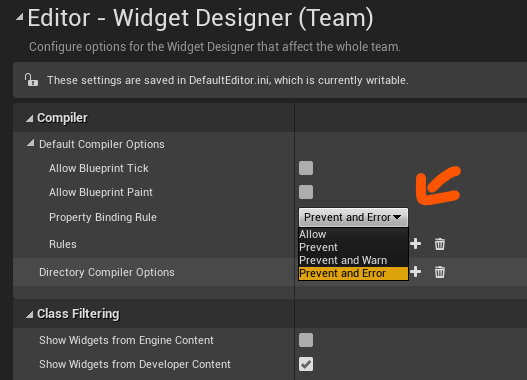 Editor - Widget Designer (Team)
Configure options for the Widget Designer that affect the whole team.
These settings are saved in DefaultEditor.ini, which is currently writable.
Compiler
Default Compiler Options
Allow Blueprint Tick
Allow Blueprint Paint
Property Binding Rule
Prevent and Error
Allow
Prevent
Prevent and Warn
Prevent and Error
Rules
Directory Compiler Options
Class Filtering
Show Widgets from Engine Content
Show Widgets from Developer Content